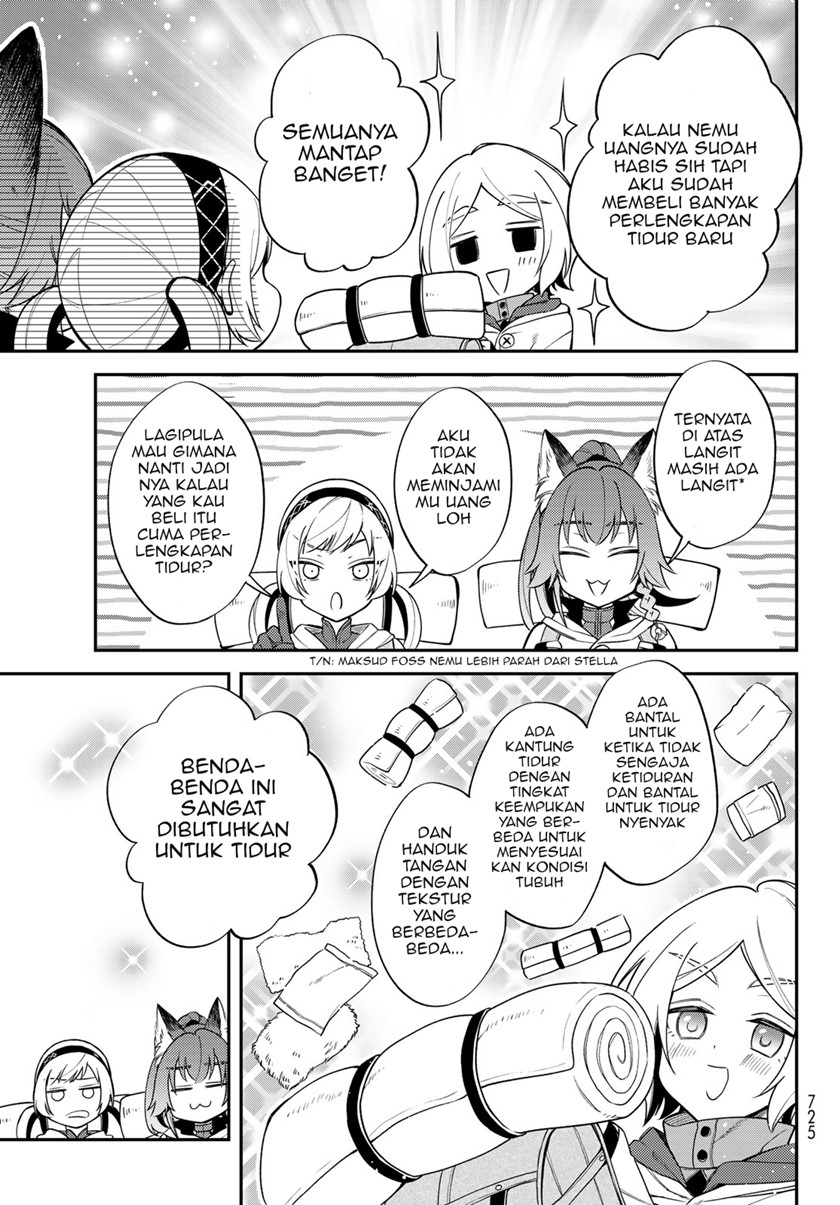 KALAU NEMU
UANGNYA SUDAH
HABIS SIH TAPI
AKU SUDAH
MEMBELI BANYAK
PERLENGKAPAN
TIDUR BARU
SEMUANYA
MANTAP
BANGET!
TERNYATA
DI ATAS
LANGIT
MASIH ADA
LANGIT*
AKU
TIDAK
AKAN
MEMINJAMI
MU UANG
LOH
LAGIPULA
MAU GIMANA
NANTI JADI
NYA KALAU
YANG KAU
BELI ITU
CUMA PER-
LENGKAPAN
TIDUR?
T/N: MAKSUD FOSS NEMU LEBIH PARAH DARI STELLA
ADA
BANTAL
UNTUK
KETIKA TIDAK
SENGAJA
KETIDURAN
DAN BANTAL
UNTUK TIDUR
NYENYAK
ADA
KANTUNG
TIDUR
DENGAN
TINGKAT
KEEMPUKAN
YANG BER-
BEDA UNTUK
MENYESUAI
KAN KONDISI
TUBUH
DAN
HANDUK
TANGAN
DENGAN
TEKSTUR
YANG
BERBEDA-
BEDA...
BENDA-
BENDA INI
SANGAT
DIBUTUHKAN
UNTUK TIDUR
725